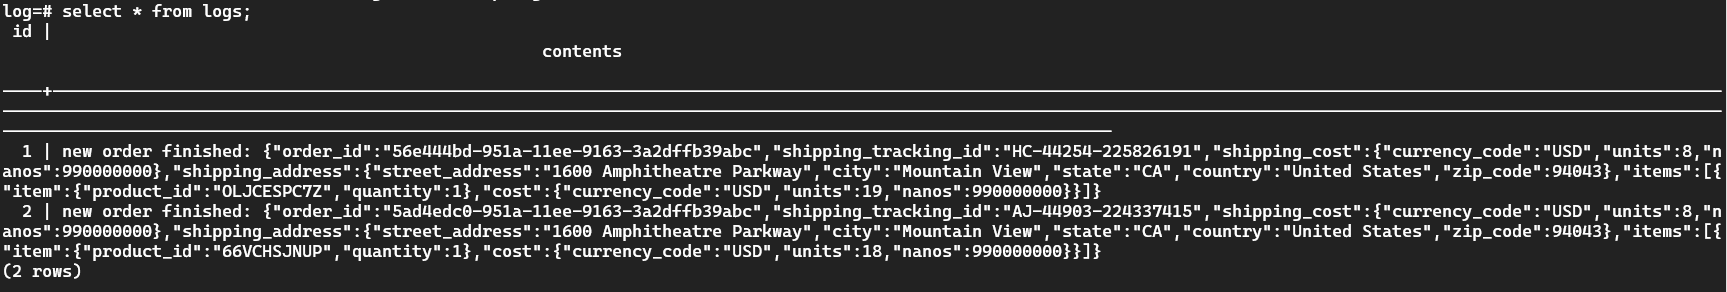 log=# select * from logs;
 id |
contents
----+----
  1 | new order finished: {"order_id":"56e444bd-951a-11ee-9163-3a2dffb39abc","shipping_tracking_id":"HC-44254-225826191","shipping_cost":{"currency_code":"USD","units":8,"n
anos":990000000},"shipping_address":{"street_address":"1600 Amphitheatre Parkway","city":"Mountain View","state":"CA","country":"United States","zip_code":94043},"items":[{
"item":{"product_id":"OLJCESPC7Z","quantity":1},"cost":{"currency_code":"USD","units":19,"nanos":990000000}}]}
  2 | new order finished: {"order_id":"5ad4edc0-951a-11ee-9163-3a2dffb39abc","shipping_tracking_id":"AJ-44903-224337415","shipping_cost":{"currency_code":"USD","units":8,"n
anos":990000000},"shipping_address":{"street_address":"1600 Amphitheatre Parkway","city":"Mountain View","state":"CA","country":"United States","zip_code":94043},"items":[{
"item":{"product_id":"66VCHSJNUP","quantity":1},"cost":{"currency_code":"USD","units":18,"nanos":990000000}}]}
(2 rows)